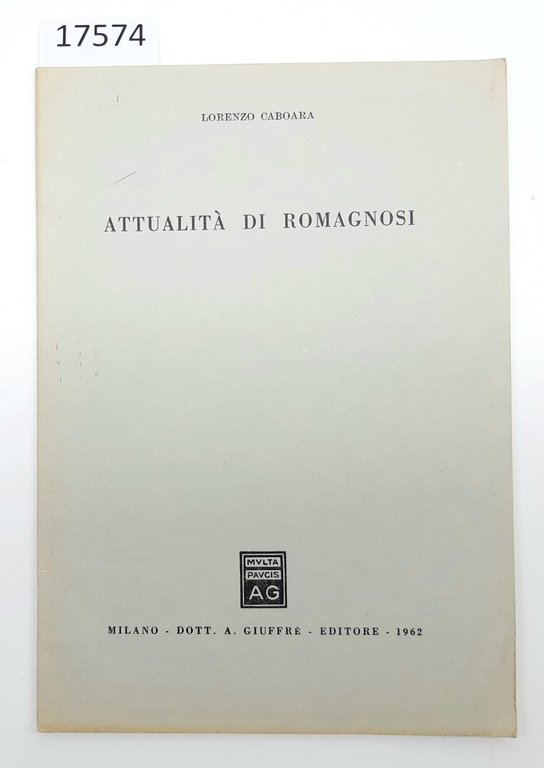 17574
LORENZO CABOARA
ATTUALITÀ DI ROMAGNOSI
MVLTA
PAVCIS
AG
MILANO - DOTT. A. GIUFFRÈ - EDITORE - 1962